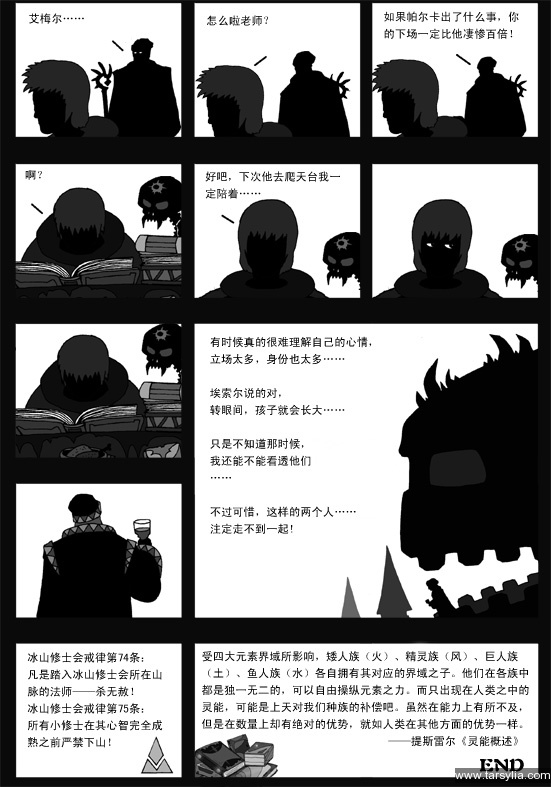 艾梅尔……
怎么啦老师?
如果帕尔卡出了什么事，你
的下场一定比他凄惨百倍!
啊?
好吧，下次他去爬天台我一
定陪着……
有时候真的很难理解自己的心情，
立场太多，身份也太多……
埃索尔说的对，
转眼间，孩子就会长大……
只是不知道那时候，
我还能不能看透他们
……
不过可惜，这样的两个人……
注定走不到一起!
冰山修士会戒律第74条:
凡是踏入冰山修士会所在山
脉的法师——杀无赦!
冰山修士会戒律第75条:
所有小修士在其心智完全成
熟之前严禁下山!
受四大元素界域所影响，矮人族（火）、精灵族（风）、巨人族
（土）、鱼人族（水）各自拥有其对应的界域之子。他们在各族中
都是独一无二的，可以自由操纵元素之力。而只出现在人类之中的
灵能，可能是上天对我们种族的补偿吧。虽然在能力上有所不及，
但是在数量上却有绝对的优势，就如人类在其他方面的优势一样。
——提斯雷尔《灵能概述》
END
www.tarsylia.com